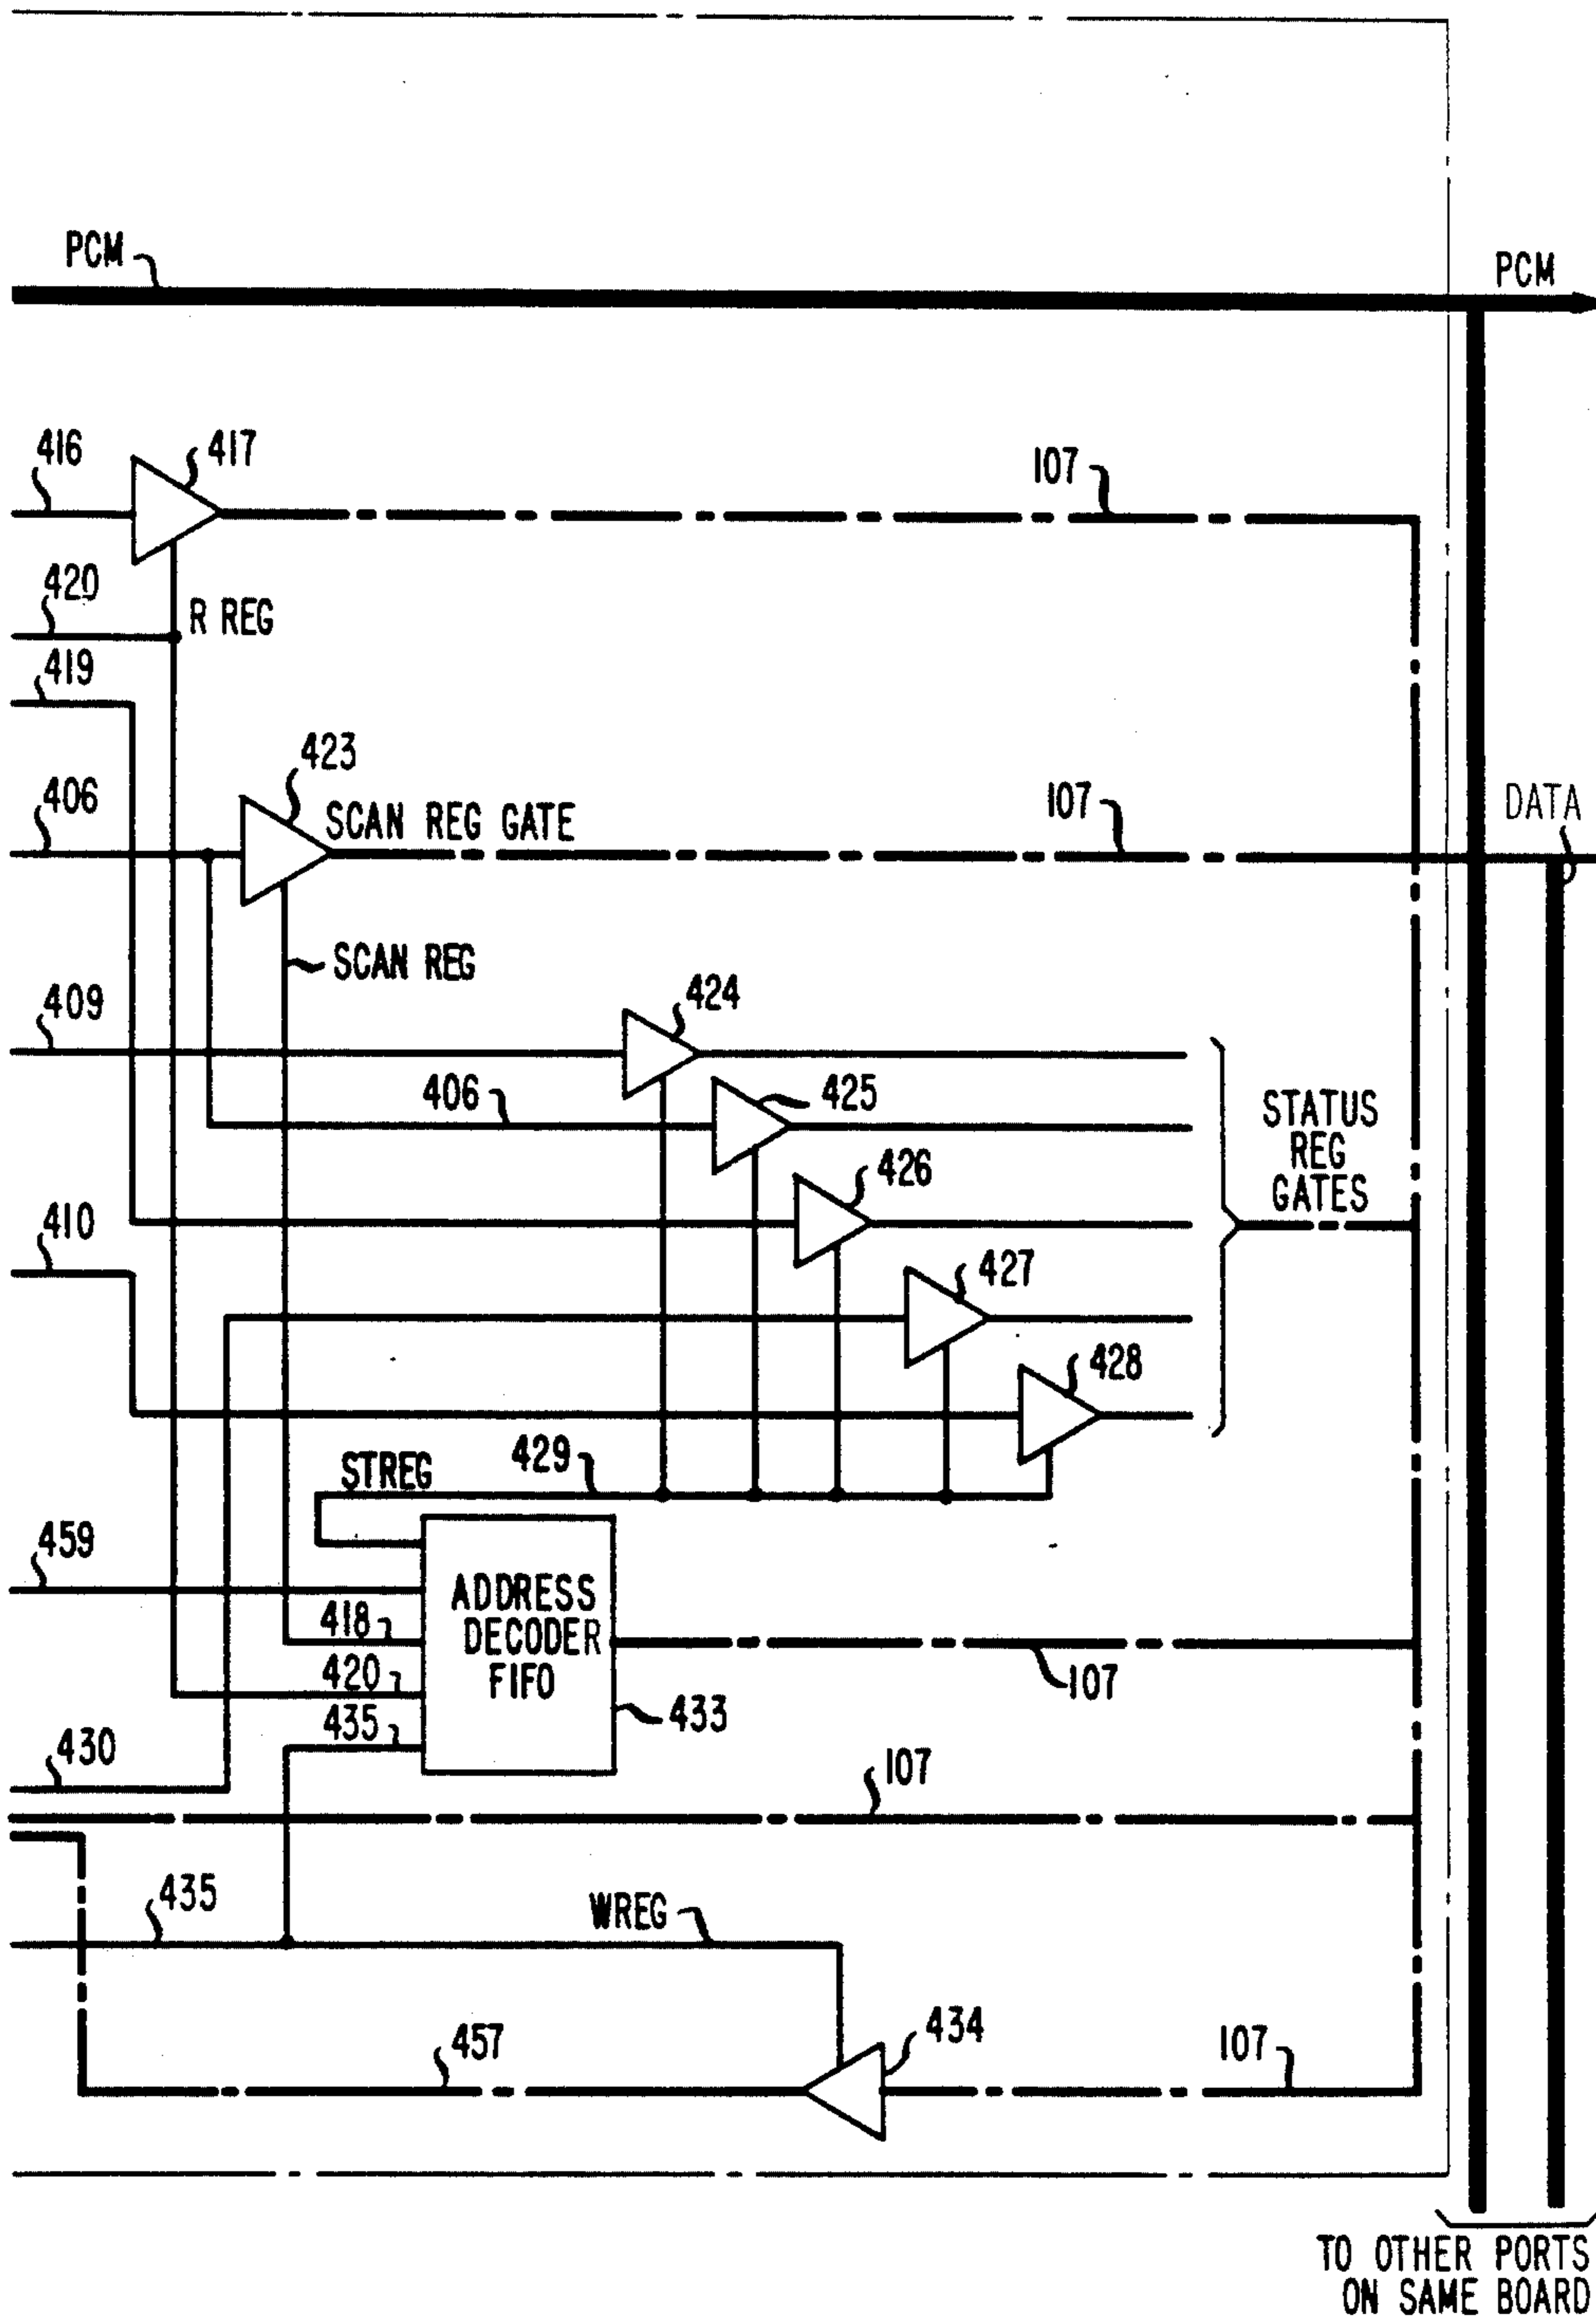 PCM
PCM
416
417
107
420
R REG
419
423
406
SCAN REG GATE
107
DATA
SCAN REG
409
424
406
425
STATUS
REG
GATES
426
410
427
428
STREG
429
459
ADDRESS
DECODER
FIFO
418
420
435
107
433
430
107
435
WREG
457
434
107
TO OTHER PORTS
ON SAME BOARD